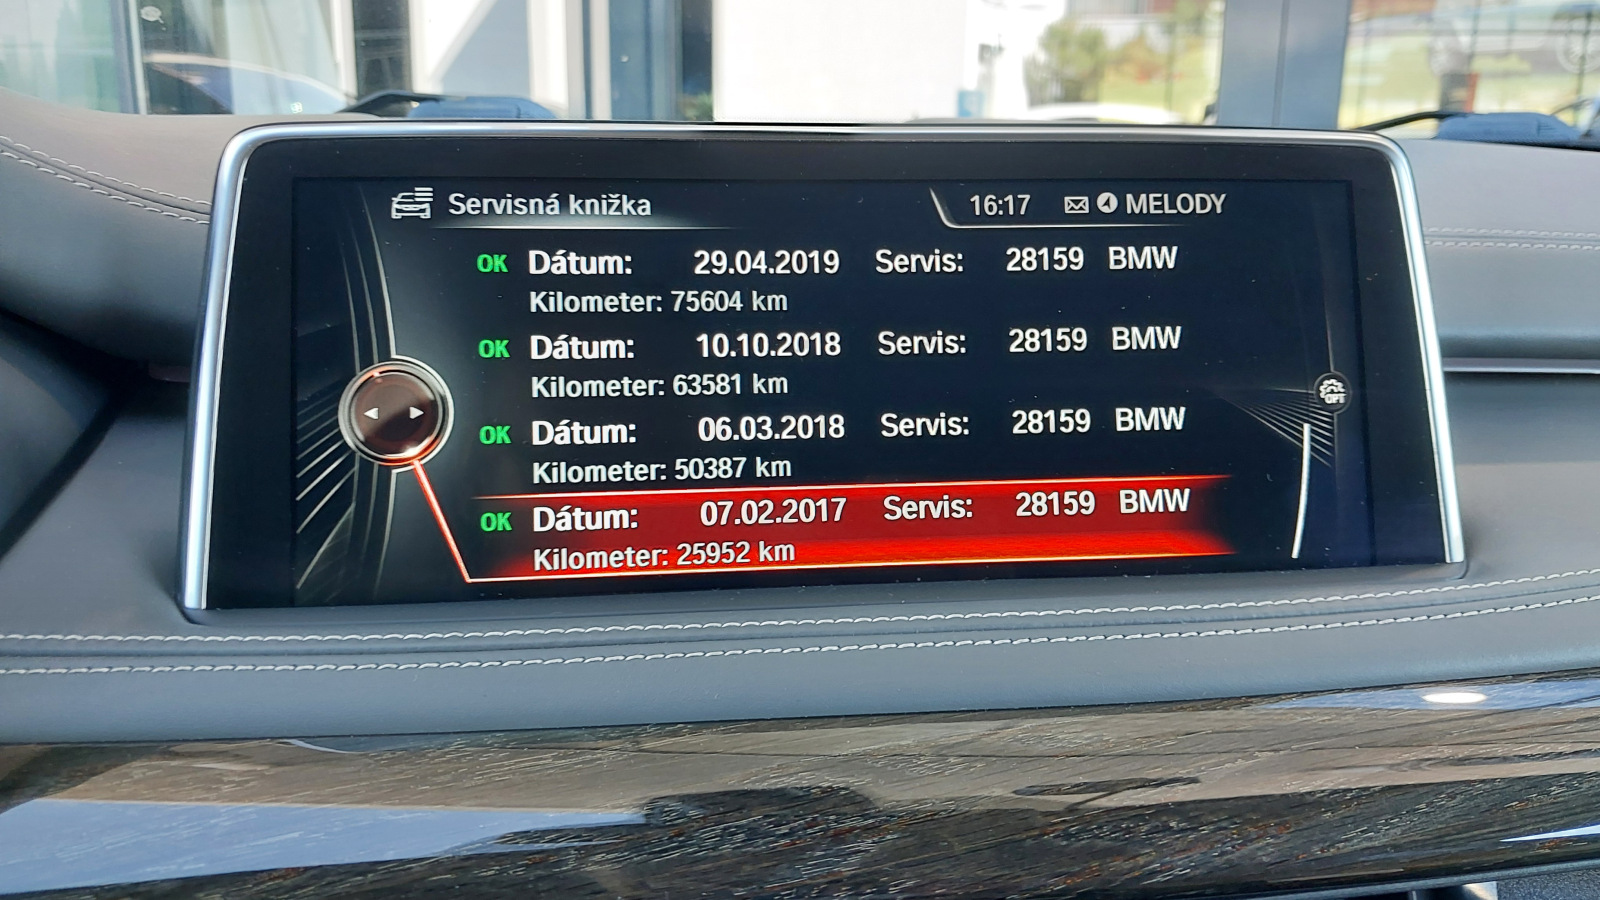 Servisná knižka 16:17 MELODY
OK Dátum: 29.04.2019 Servis: 28159 BMW
Kilometer: 75604 km
OK Dátum: 10.10.2018 Servis: 28159 BMW
Kilometer: 63581 km
OK Dátum: 06.03.2018 Servis: 28159 BMW
Kilometer: 50387 km
OK Dátum: 07.02.2017 Servis: 28159 BMW
Kilometer: 25952 km
OPT